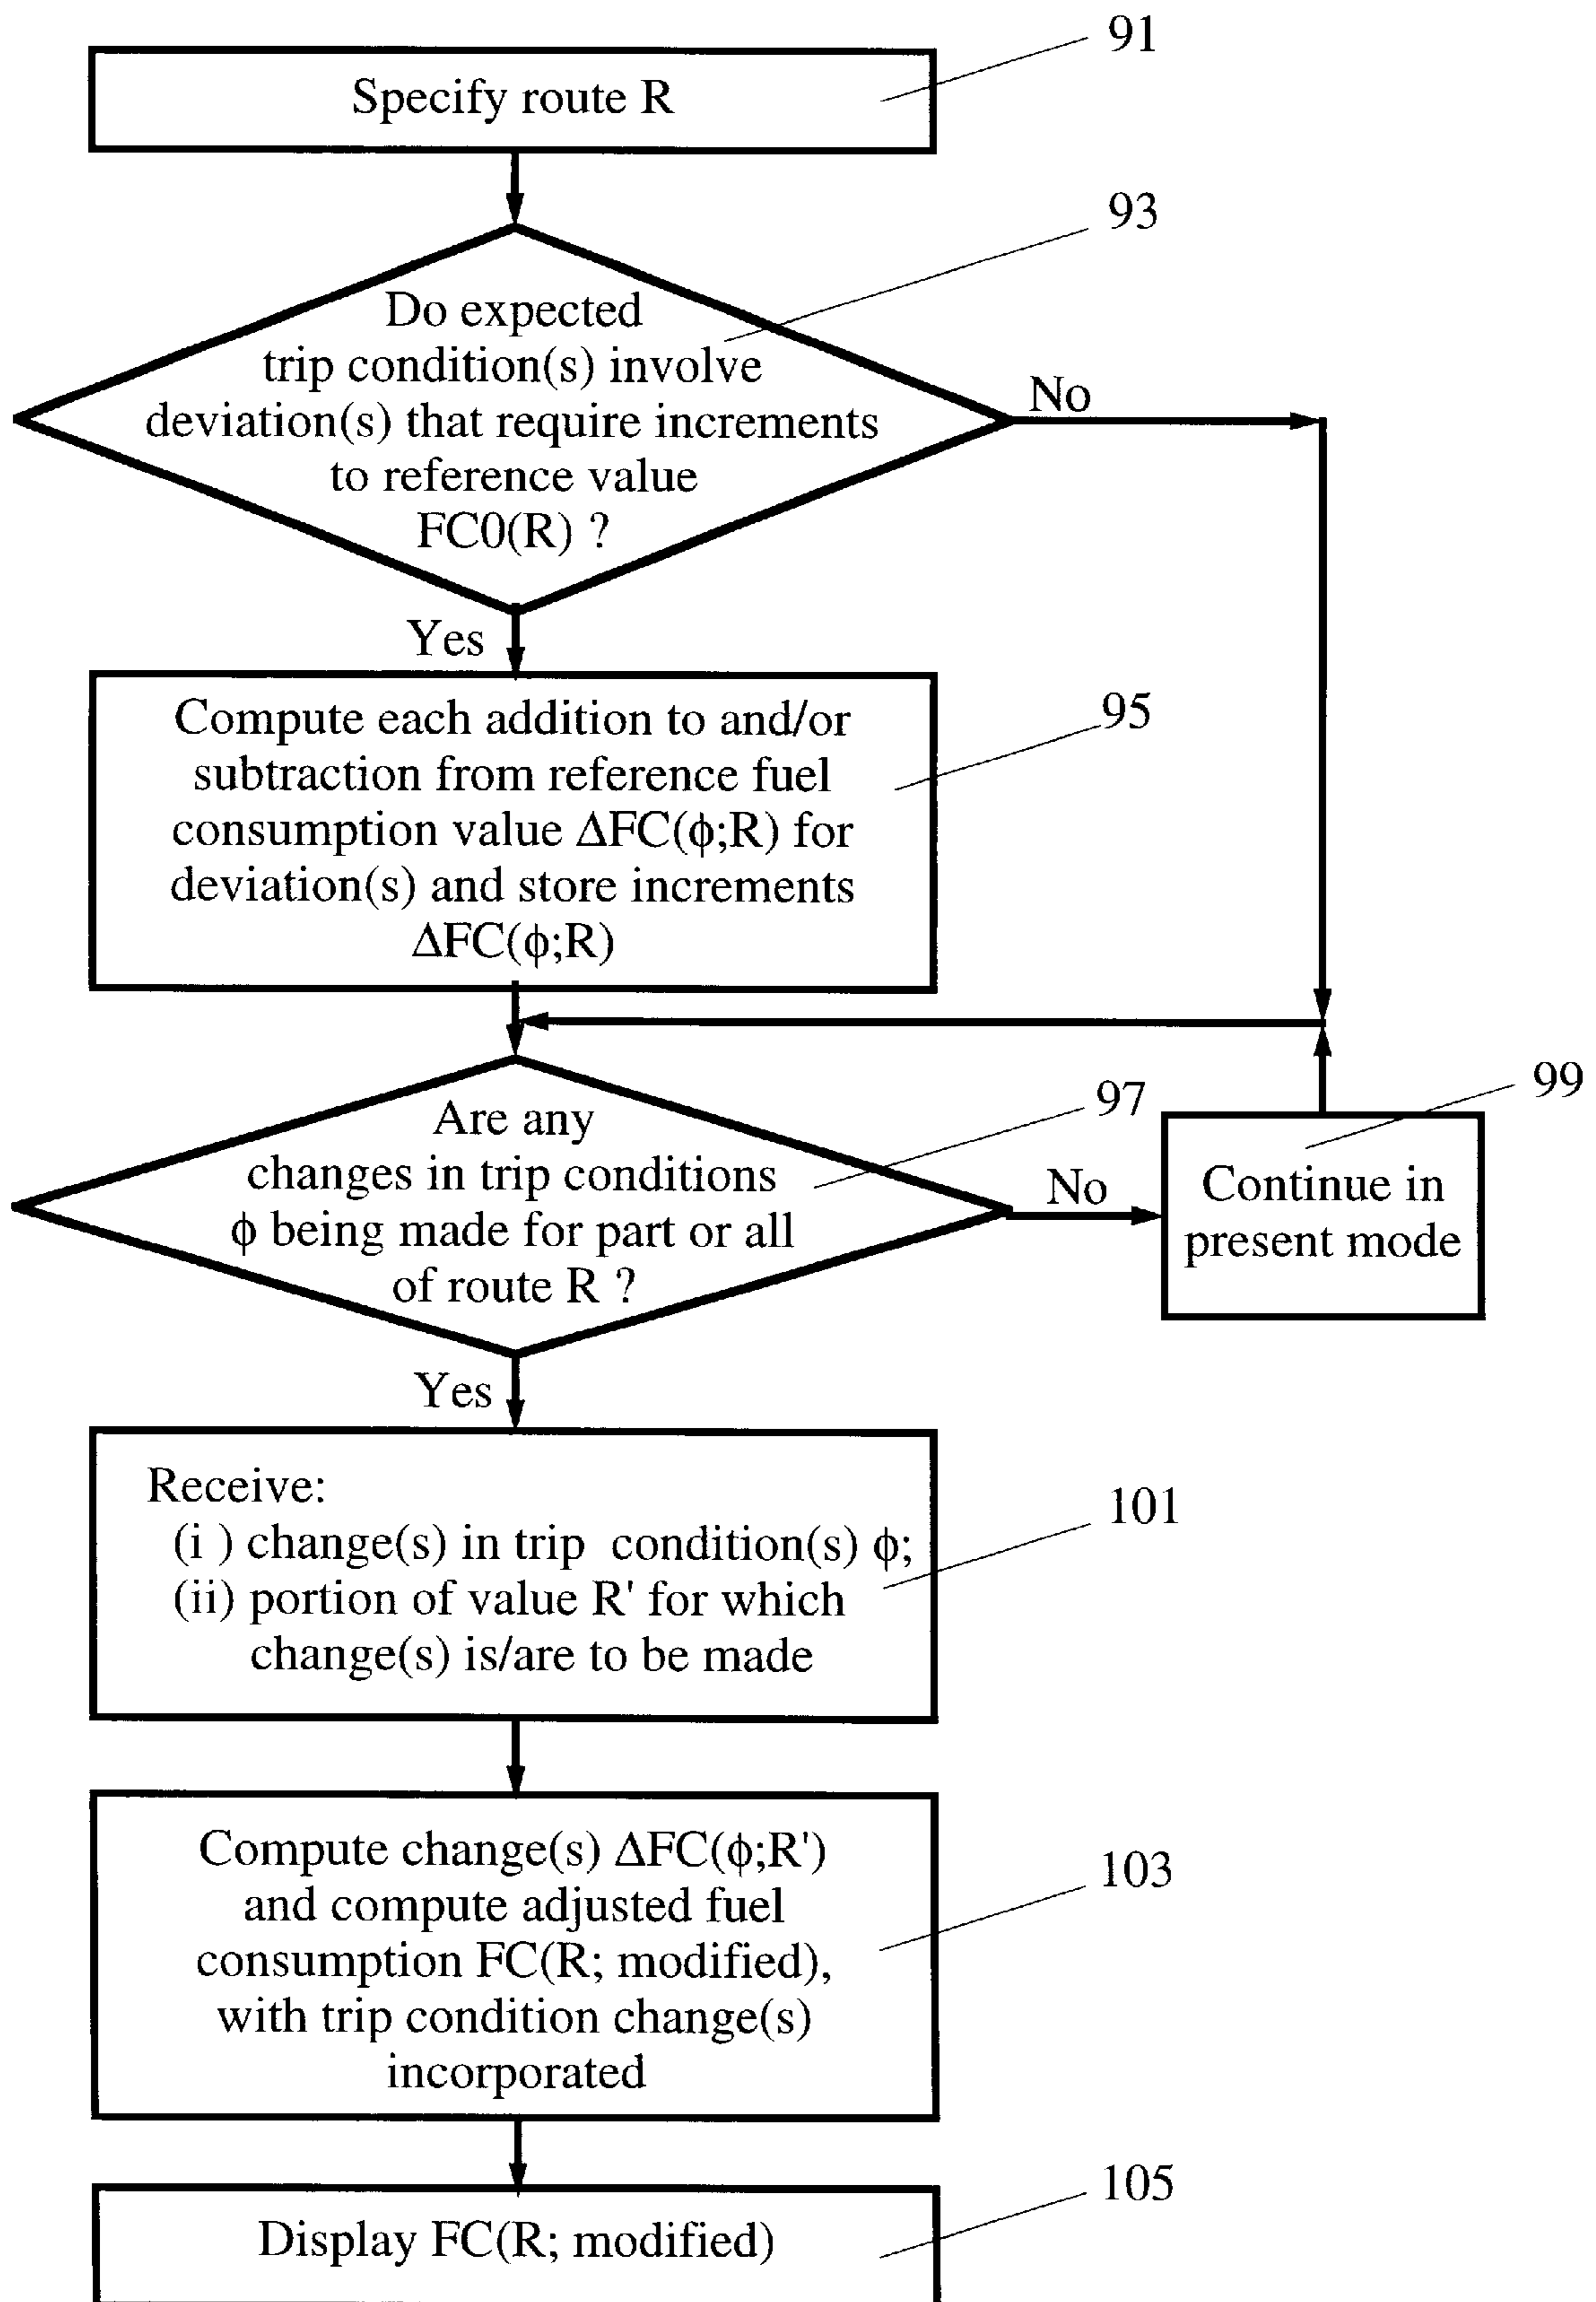 91
Specify route R
93
Do expected
trip condition(s) involve
deviation(s) that require increments
to reference value
FC0(R) ?
No
Yes
95
Compute each addition to and/or
subtraction from reference fuel
consumption value ΔFC(ϕ;R) for
deviation(s) and store increments
ΔFC(ϕ;R)
97
Are any
changes in trip conditions
ϕ being made for part or all
of route R ?
No
99
Continue in
present mode
Yes
101
Receive:
(i ) change(s) in trip condition(s) ϕ;
(ii) portion of value R' for which
change(s) is/are to be made
103
Compute change(s) ΔFC(ϕ;R')
and compute adjusted fuel
consumption FC(R; modified),
with trip condition change(s)
incorporated
105
Display FC(R; modified)